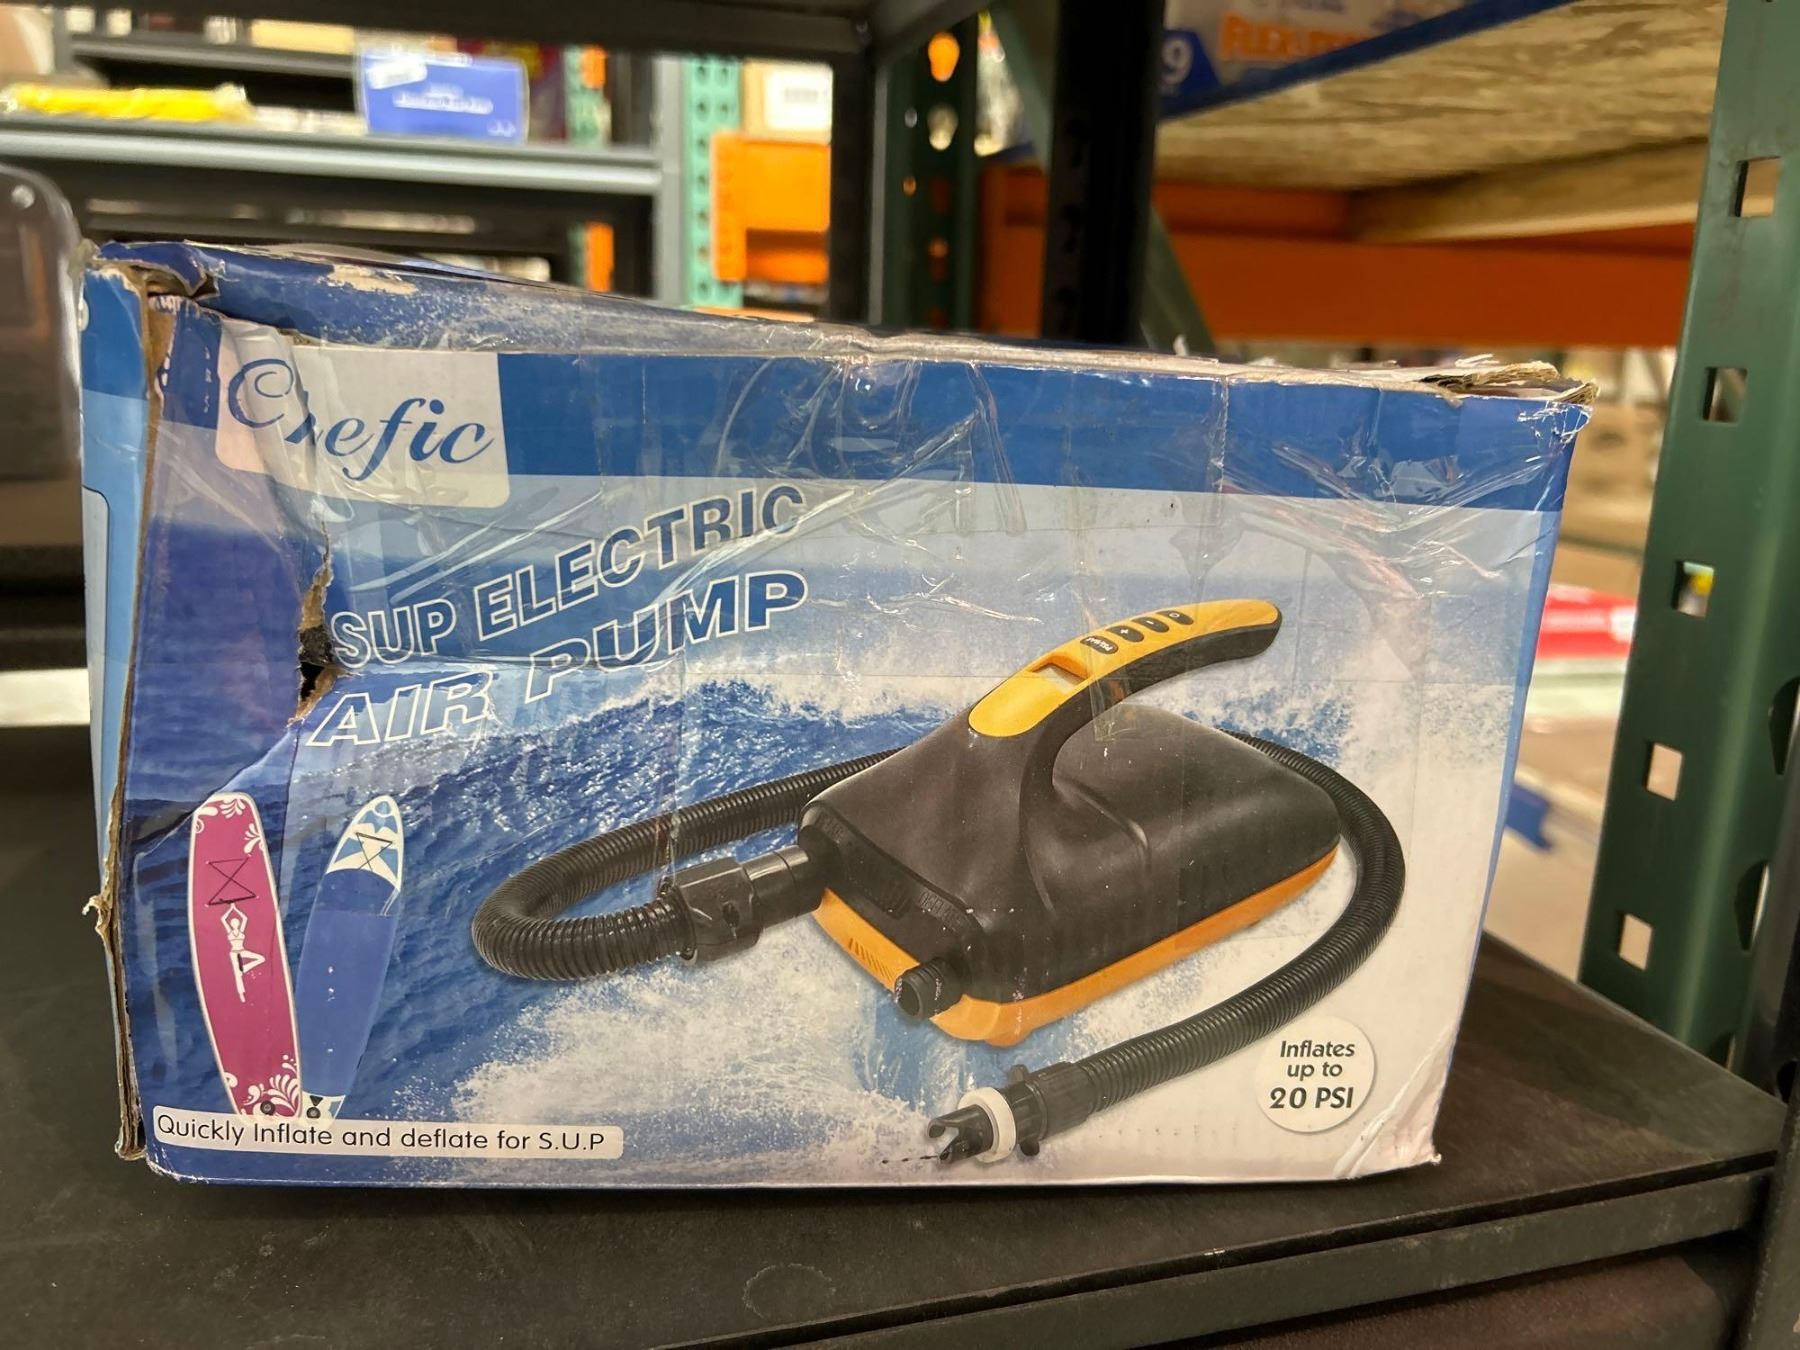 Crefic
SUP ELECTRIC
AIR PUMP
Inflates
up to
20 PSI
Quickly Inflate and deflate for S.U.P